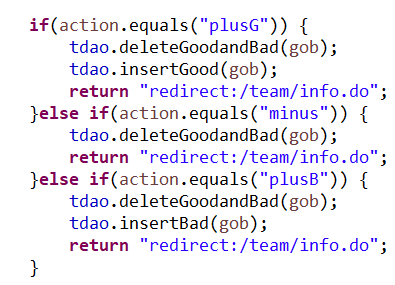 if(action.equals("plusG")) {
    tdao.deleteGoodandBad(gob);
    tdao.insertGood(gob);
    return "redirect:/team/info.do";
}else if(action.equals("minus")) {
    tdao.deleteGoodandBad(gob);
    return "redirect:/team/info.do";
}else if(action.equals("plusB")) {
    tdao.deleteGoodandBad(gob);
    tdao.insertBad(gob);
    return "redirect:/team/info.do";
}